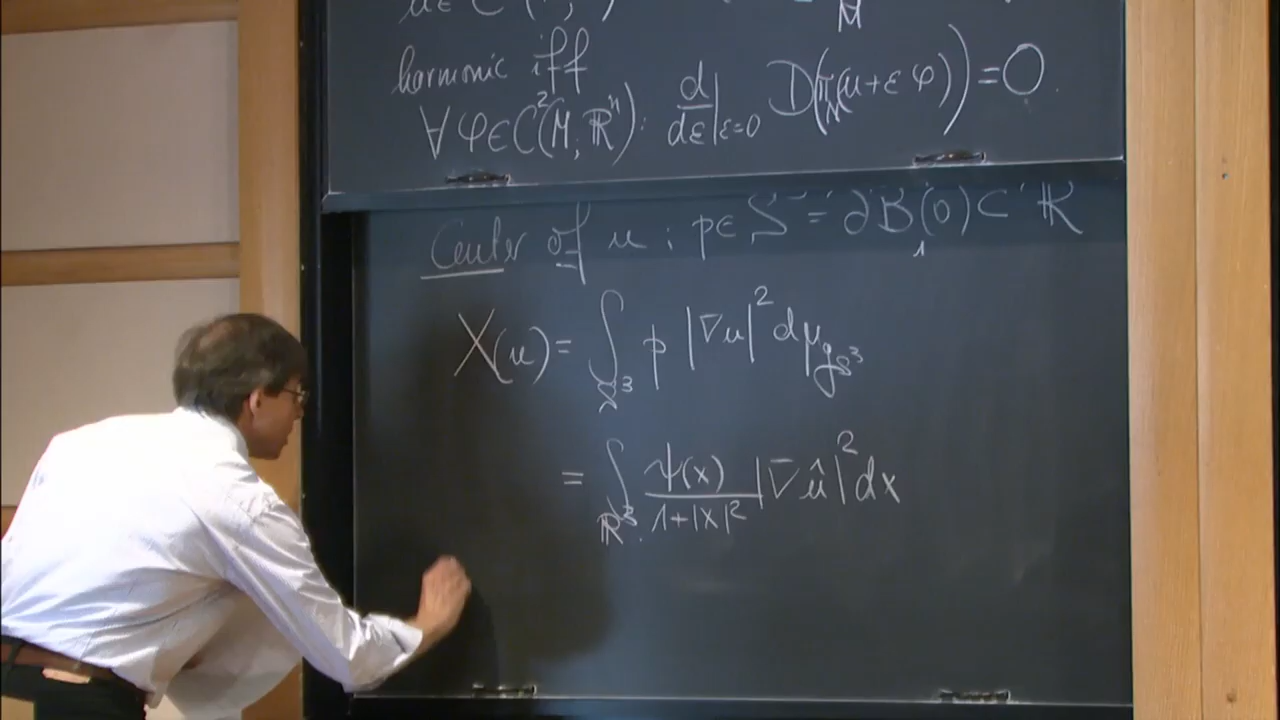 u ∈ C
M
harmonic iff
∀ φ ∈ C²(M, ℝⁿ): d/dε|ε=0 D(π_N(u+εφ)) = 0
Center of u : p ∈ S = ∂B₁(0) ⊂ ℝ
X(u) = ∫_{S³} p |∇u|² dμ_{g_{S³}}
= ∫_{ℝ³} ψ(x)/(1+|x|²) |∇û|² dx